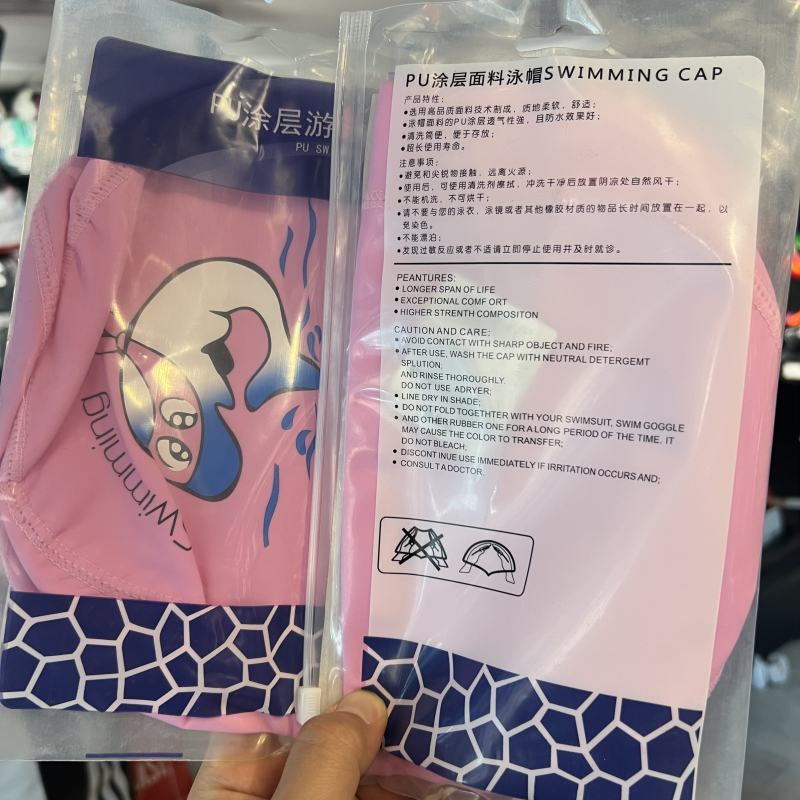 PU涂层游
PU SW
swimming
PU涂层面料泳帽SWIMMING CAP
产品特性：
●选用高品质面料技术制成，质地柔软，舒适；
●泳帽面料的PU涂层透气性强，且防水效果好；
●清洗简便，便于存放；
●超长使用寿命。
注意事项：
●避免和尖锐物接触，远离火源；
●使用后，可使用清洗剂擦拭，冲洗干净后放置阴凉处自然风干；
●不能机洗，不可烘干；
●请不要与您的泳衣，泳镜或者其他橡胶材质的物品长时间放置在一起，以
免染色。
●不能漂泊；
●发现过敏反应或者不适请立即停止使用并及时就诊。
PEANTURES:
● LONGER SPAN OF LIFE
● EXCEPTIONAL COMF ORT
● HIGHER STRENTH COMPOSITON
CAUTION AND CARE:
● AVOID CONTACT WITH SHARP OBJECT AND FIRE;
● AFTER USE, WASH THE CAP WITH NEUTRAL DETERGEMT
SPLUTION;
AND RINSE THOROUGHLY.
DO NOT USE ADRYER;
● LINE DRY IN SHADE;
● DO NOT FOLD TOGETHTER WITH YOUR SWIMSUIT, SWIM GOGGLE
● AND OTHER RUBBER ONE FOR A LONG PERIOD OF THE TIME. IT
MAY CAUSE THE COLOR TO TRANSFER;
DO NOT BLEACH;
● DISCONT INUE USE IMMEDIATELY IF IRRITATION OCCURS AND;
● CONSULT A DOCTOR.